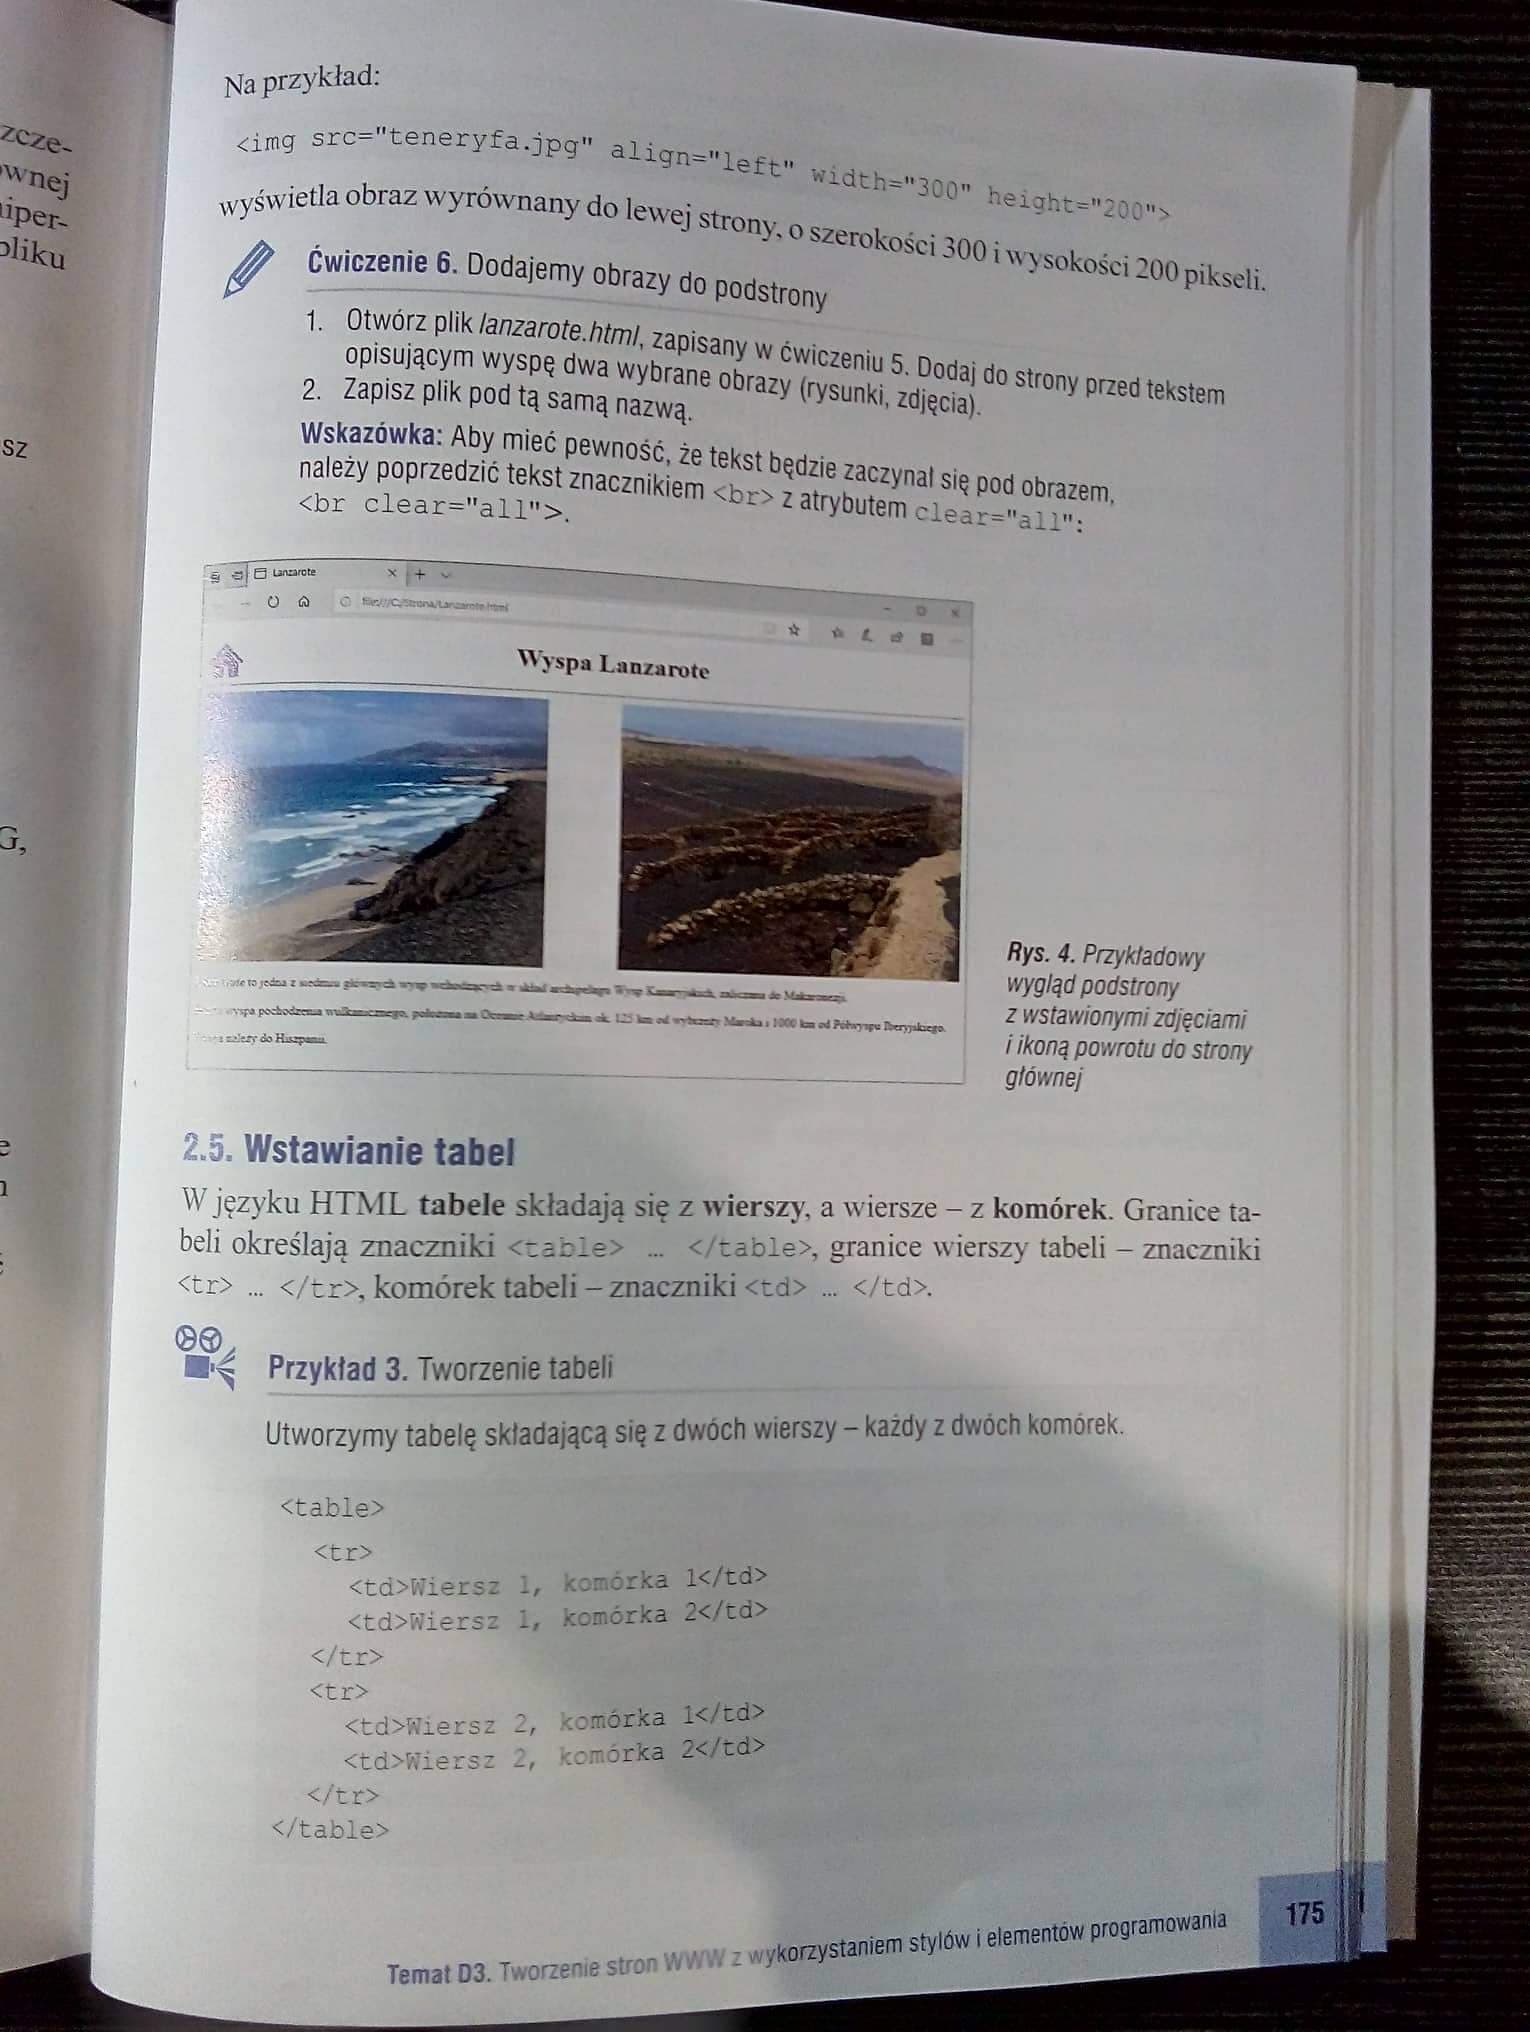 zcze-
wnej
iper-
pliku
sz
G,
Na przykład:
<img src="teneryfa.jpg" align="left" width="300" height="200">
wyświetla obraz wyrównany do lewej strony, o szerokości 300 i wysokości 200 pikseli.
Ćwiczenie 6. Dodajemy obrazy do podstrony
1. Otwórz plik lanzarote.html, zapisany w ćwiczeniu 5. Dodaj do strony przed tekstem
opisującym wyspę dwa wybrane obrazy (rysunki, zdjęcia).
2. Zapisz plik pod tą samą nazwą.
Wskazówka: Aby mieć pewność, że tekst będzie zaczynał się pod obrazem,
należy poprzedzić tekst znacznikiem <br> z atrybutem clear="all":
<br clear="all">.
Lanzarote
file:///C:/Strona/Lanzarote.html
Wyspa Lanzarote
to jedna z siedmiu głównych wysp wchodzących w skład archipelagu Wysp Kanaryjskich, zaliczana do Makaronezji.
wyspa pochodzenia wulkanicznego, położona na Oceanie Atlantyckim ok. 125 km od wybrzeży Maroka i 1000 km od Półwyspu Iberyjskiego.
należy do Hiszpanii.
Rys. 4. Przykładowy
wygląd podstrony
z wstawionymi zdjęciami
i ikoną powrotu do strony
głównej
2.5. Wstawianie tabel
W języku HTML tabele składają się z wierszy, a wiersze – z komórek. Granice ta-
beli określają znaczniki <table> ... </table>, granice wierszy tabeli – znaczniki
<tr> ... </tr>, komórek tabeli – znaczniki <td> ... </td>.
Przykład 3. Tworzenie tabeli
Utworzymy tabelę składającą się z dwóch wierszy – każdy z dwóch komórek.
<table>
<tr>
<td>Wiersz 1, komórka 1</td>
<td>Wiersz 1, komórka 2</td>
</tr>
<tr>
<td>Wiersz 2, komórka 1</td>
<td>Wiersz 2, komórka 2</td>
</tr>
</table>
Temat D3. Tworzenie stron WWW z wykorzystaniem stylów i elementów programowania
175